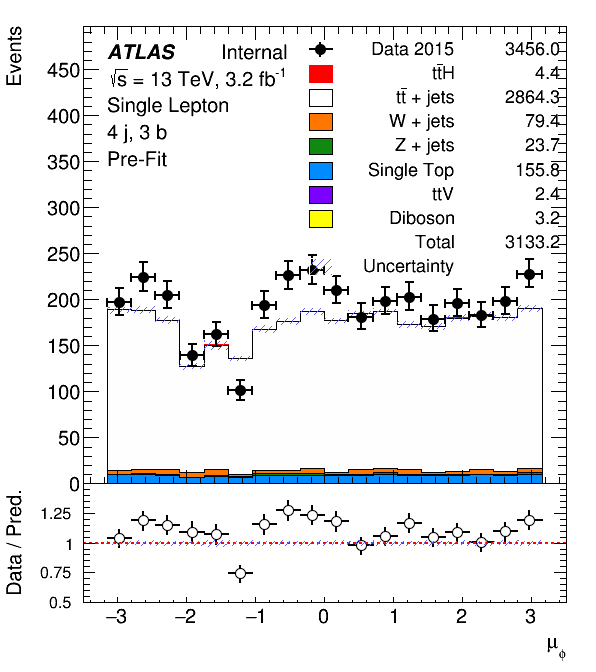 Events
ATLAS Internal
√s = 13 TeV, 3.2 fb⁻¹
Single Lepton
4 j, 3 b
Pre-Fit
Data 2015 3456.0
tt̄H 4.4
tt̄ + jets 2864.3
W + jets 79.4
Z + jets 23.7
Single Top 155.8
ttV 2.4
Diboson 3.2
Total 3133.2
Uncertainty
450
400
350
300
250
200
150
100
50
0
Data / Pred.
1.25
1
0.75
0.5
−3 −2 −1 0 1 2 3
μ_ϕ